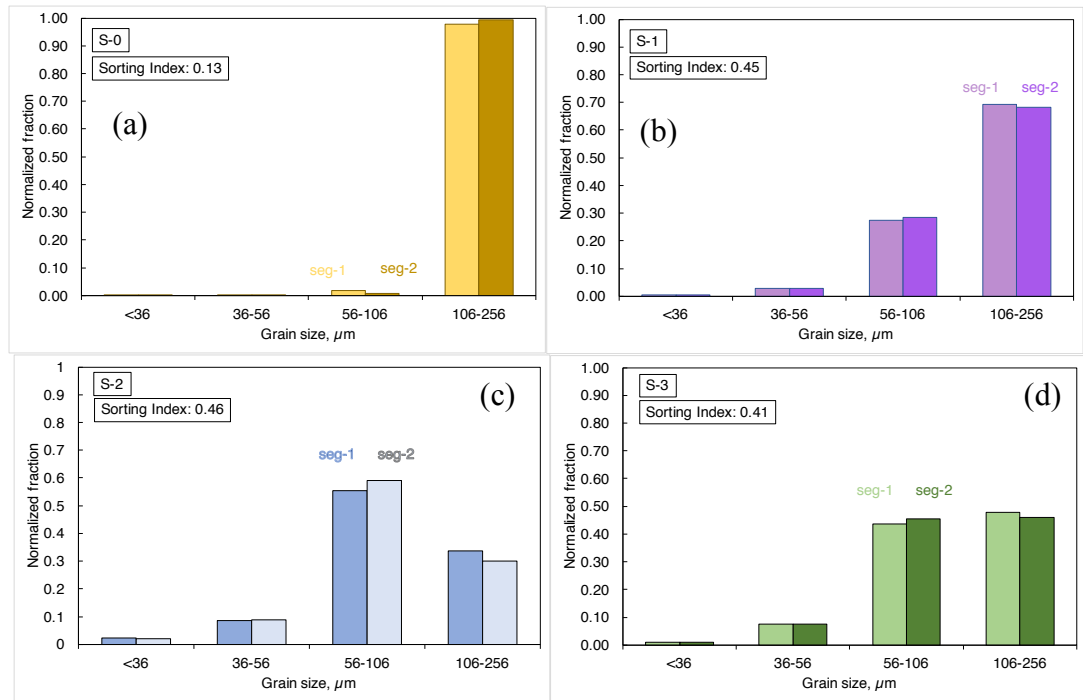 S-0
Sorting Index: 0.13
(a)
Normalized fraction
1.00
0.90
0.80
0.70
0.60
0.50
0.40
0.30
0.20
0.10
0.00
seg-1 seg-2
<36 36-56 56-106 106-256
Grain size, µm
S-1
Sorting Index: 0.45
(b)
Normalized fraction
1.00
0.90
0.80
0.70
0.60
0.50
0.40
0.30
0.20
0.10
0.00
seg-1 seg-2
<36 36-56 56-106 106-256
Grain size, µm
S-2
Sorting Index: 0.46
(c)
Normalized fraction
1
0.9
0.8
0.7
0.6
0.5
0.4
0.3
0.2
0.1
0
seg-1 seg-2
<36 36-56 56-106 106-256
Grain size, µm
S-3
Sorting Index: 0.41
(d)
Normalized fraction
1.00
0.90
0.80
0.70
0.60
0.50
0.40
0.30
0.20
0.10
0.00
seg-1 seg-2
<36 36-56 56-106 106-256
Grain size, µm